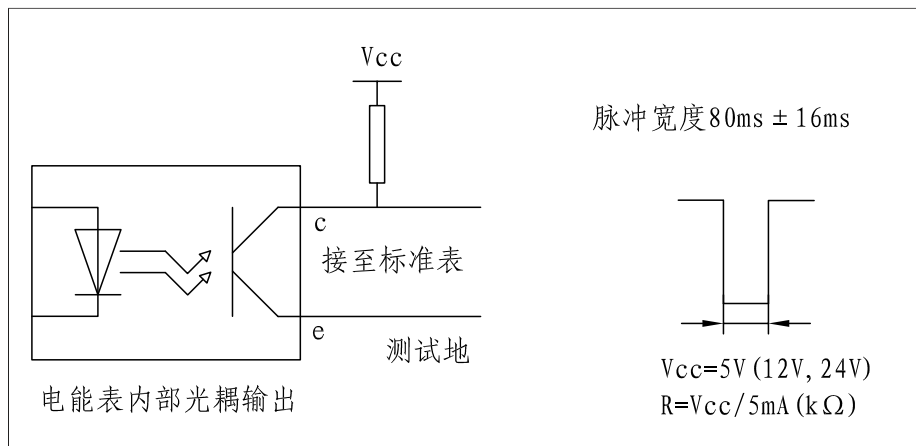 Vcc
脉冲宽度80ms±16ms
c
接至标准表
e
测试地
电能表内部光耦输出
Vcc=5V(12V,24V)
R=Vcc/5mA(kΩ)